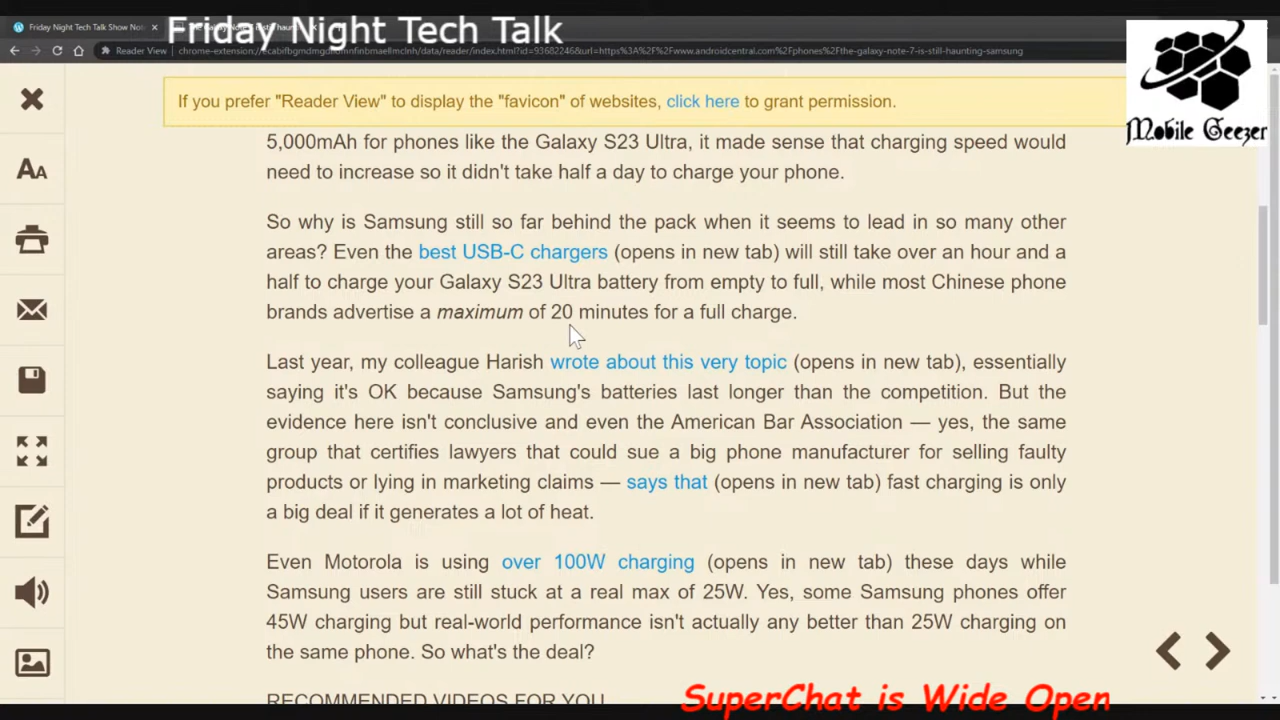 Friday Night Tech Talk Show Not
Friday Night Tech Talk
Reader View
If you prefer "Reader View" to display the "favicon" of websites, click here to grant permission.
Mobile Geezer
5,000mAh for phones like the Galaxy S23 Ultra, it made sense that charging speed would
need to increase so it didn't take half a day to charge your phone.
So why is Samsung still so far behind the pack when it seems to lead in so many other
areas? Even the best USB-C chargers (opens in new tab) will still take over an hour and a
half to charge your Galaxy S23 Ultra battery from empty to full, while most Chinese phone
brands advertise a maximum of 20 minutes for a full charge.
Last year, my colleague Harish wrote about this very topic (opens in new tab), essentially
saying it's OK because Samsung's batteries last longer than the competition. But the
evidence here isn't conclusive and even the American Bar Association — yes, the same
group that certifies lawyers that could sue a big phone manufacturer for selling faulty
products or lying in marketing claims — says that (opens in new tab) fast charging is only
a big deal if it generates a lot of heat.
Even Motorola is using over 100W charging (opens in new tab) these days while
Samsung users are still stuck at a real max of 25W. Yes, some Samsung phones offer
45W charging but real-world performance isn't actually any better than 25W charging on
the same phone. So what's the deal?
RECOMMENDED VIDEOS FOR YOU
SuperChat is Wide Open